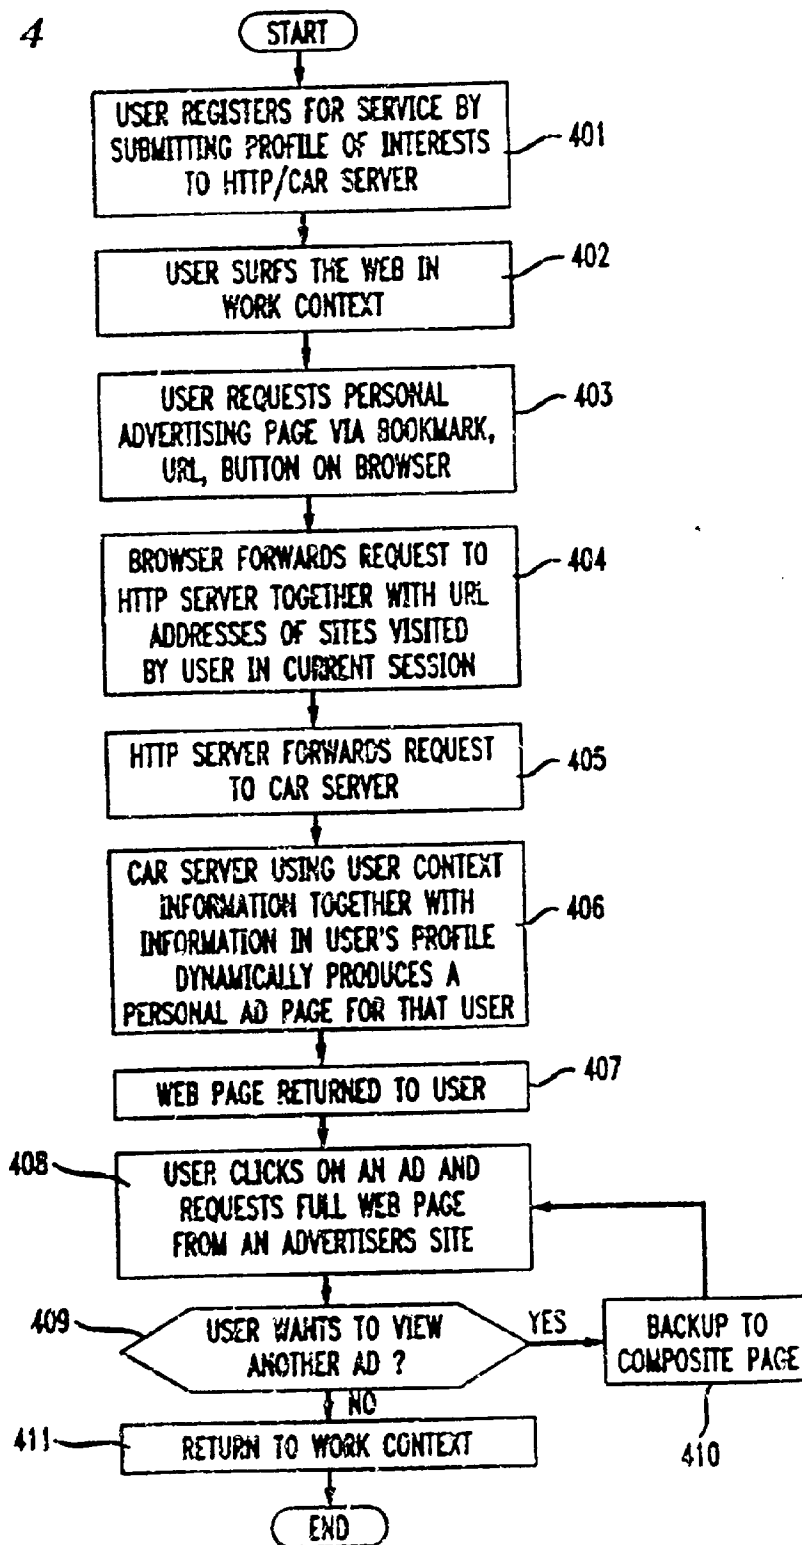 4
START
USER REGISTERS FOR SERVICE BY
SUBMITTING PROFILE OF INTERESTS
TO HTTP/CAR SERVER
401
USER SURFS THE WEB IN
WORK CONTEXT
402
USER REQUESTS PERSONAL
ADVERTISING PAGE VIA BOOKMARK,
URL, BUTTON ON BROWSER
403
BROWSER FORWARDS REQUEST TO
HTTP SERVER TOGETHER WITH URL
ADDRESSES OF SITES VISITED
BY USER IN CURRENT SESSION
404
HTTP SERVER FORWARDS REQUEST
TO CAR SERVER
405
CAR SERVER USING USER CONTEXT
INFORMATION TOGETHER WITH
INFORMATION IN USER'S PROFILE
DYNAMICALLY PRODUCES A
PERSONAL AD PAGE FOR THAT USER
406
WEB PAGE RETURNED TO USER
407
408
USER CLICKS ON AN AD AND
REQUESTS FULL WEB PAGE
FROM AN ADVERTISERS SITE
409
USER WANTS TO VIEW
ANOTHER AD ?
YES
BACKUP TO
COMPOSITE PAGE
410
NO
411
RETURN TO WORK CONTEXT
END